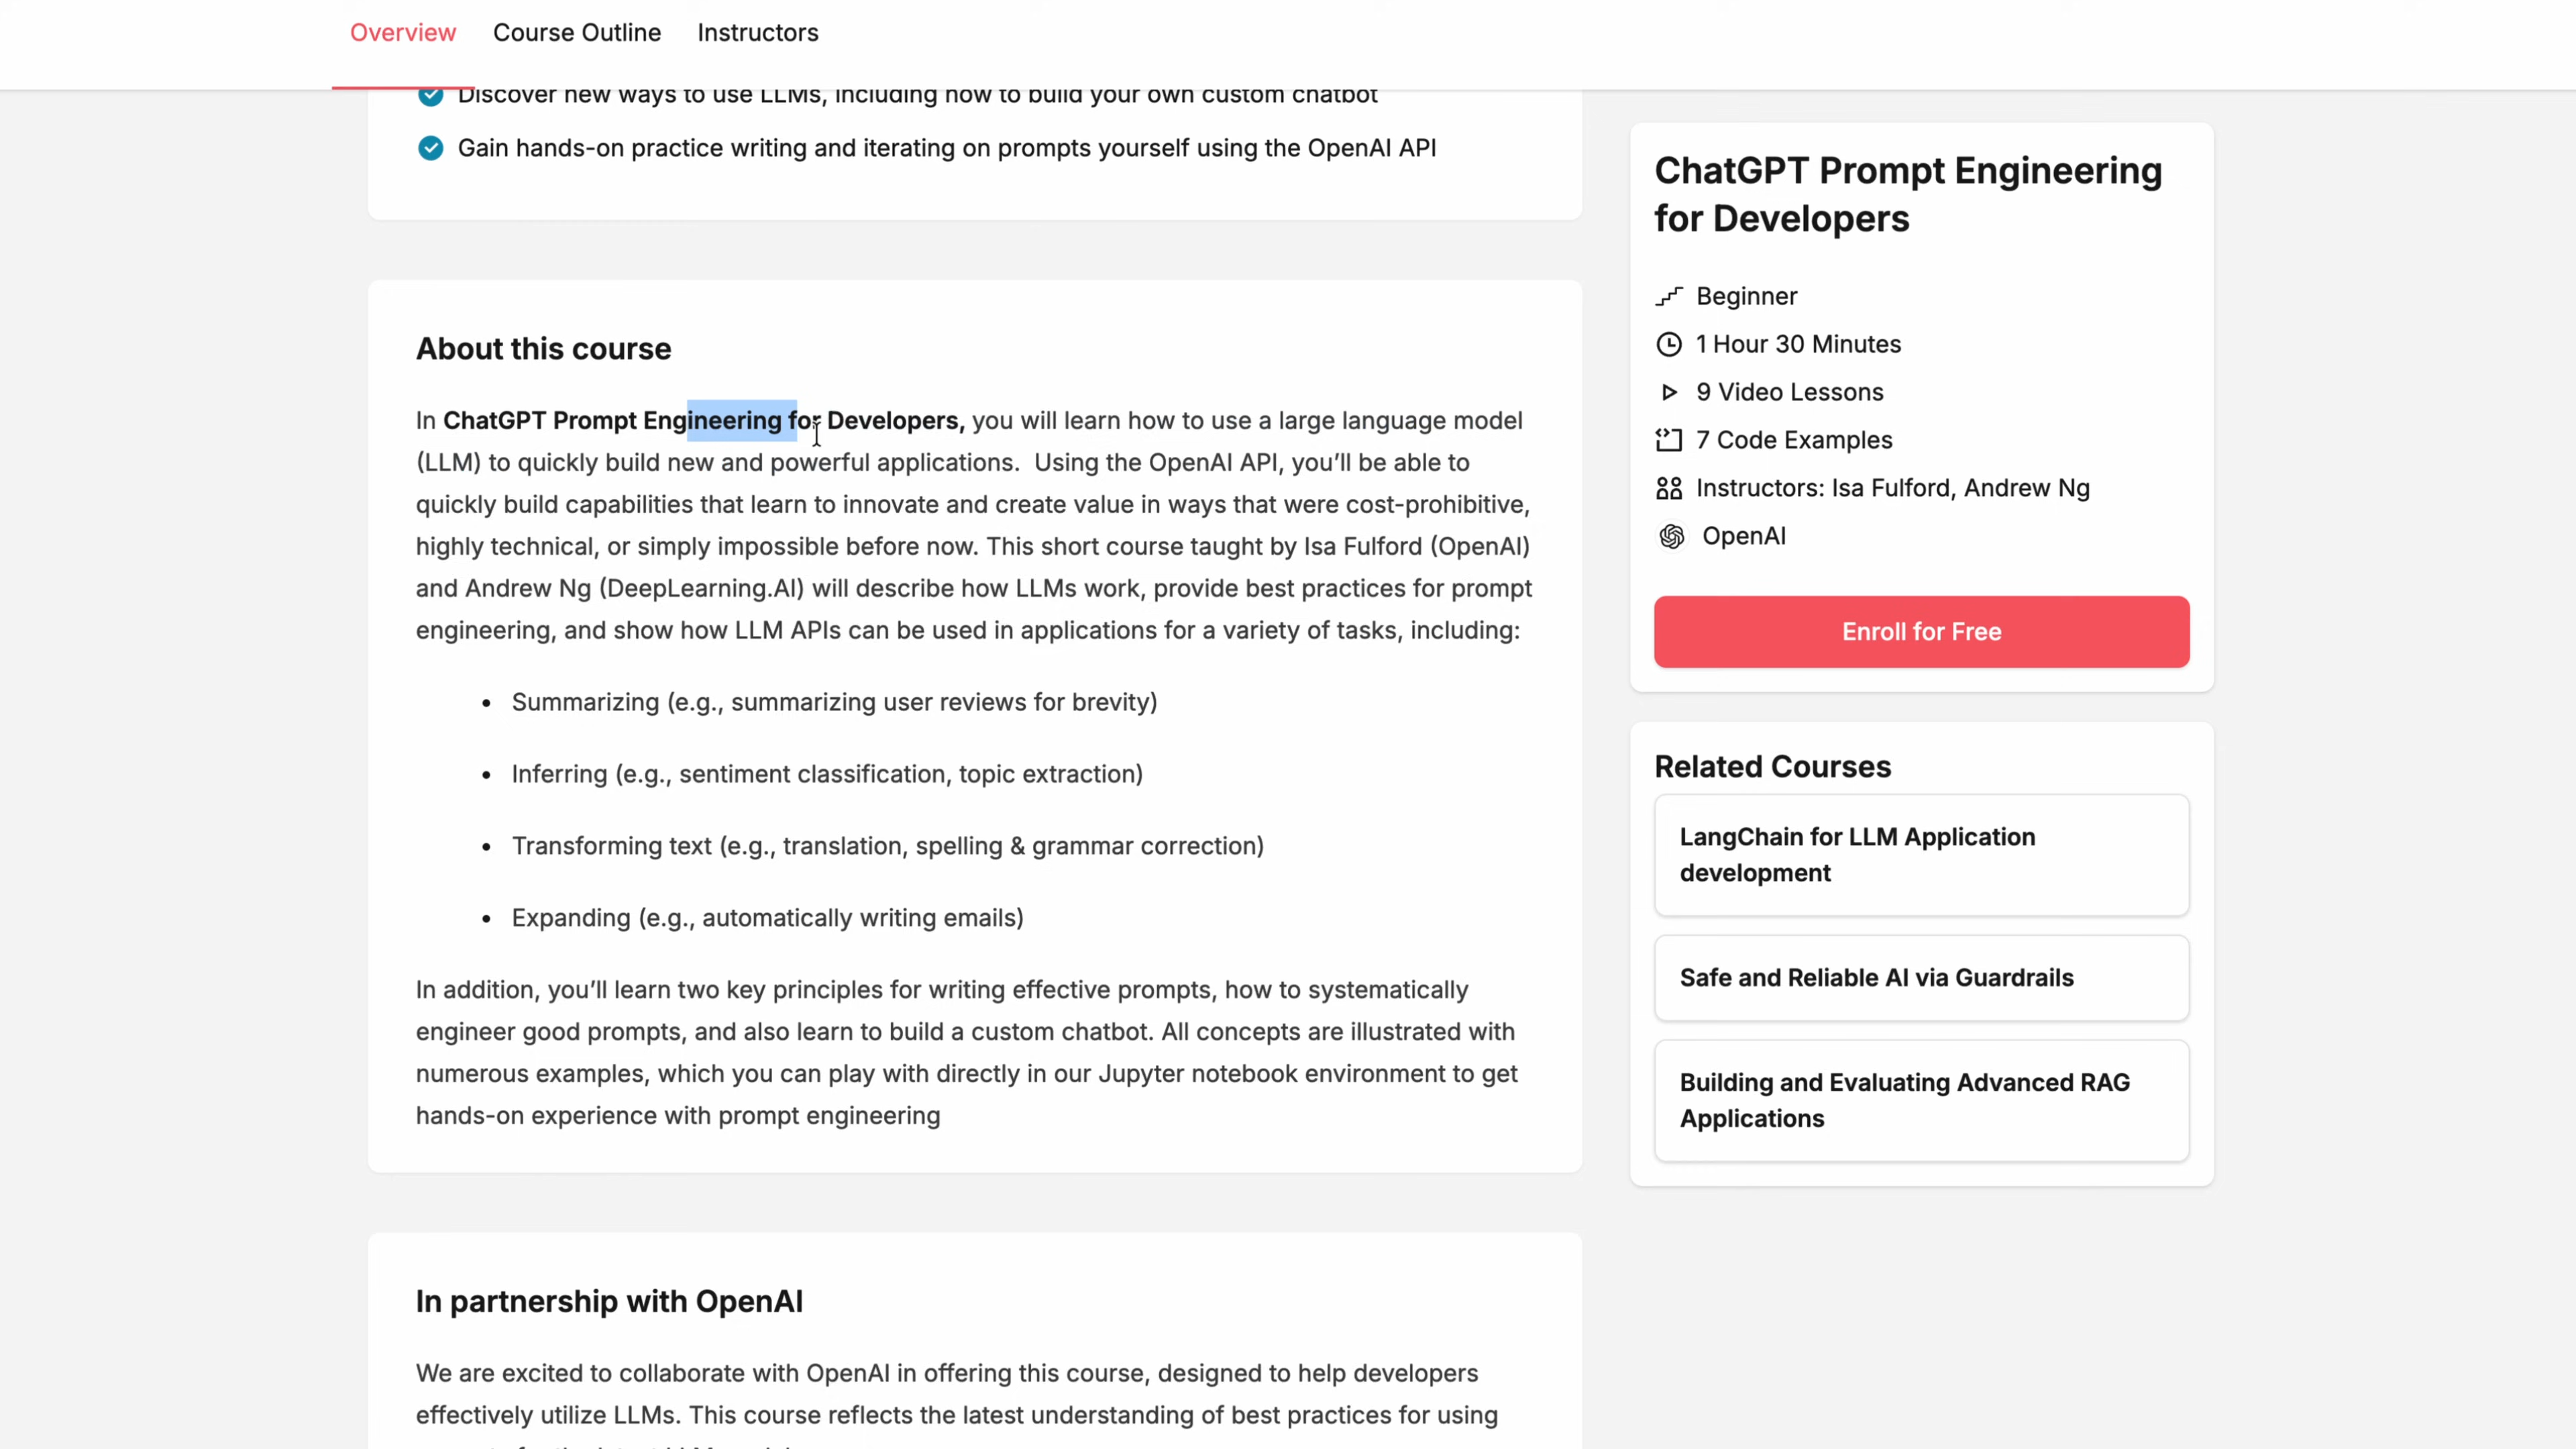 Overview Course Outline Instructors
Discover new ways to use LLMs, including how to build your own custom chatbot
Gain hands-on practice writing and iterating on prompts yourself using the OpenAI API
About this course
In ChatGPT Prompt Engineering for Developers, you will learn how to use a large language model
(LLM) to quickly build new and powerful applications.  Using the OpenAI API, you’ll be able to
quickly build capabilities that learn to innovate and create value in ways that were cost-prohibitive,
highly technical, or simply impossible before now. This short course taught by Isa Fulford (OpenAI)
and Andrew Ng (DeepLearning.AI) will describe how LLMs work, provide best practices for prompt
engineering, and show how LLM APIs can be used in applications for a variety of tasks, including:
• Summarizing (e.g., summarizing user reviews for brevity)
• Inferring (e.g., sentiment classification, topic extraction)
• Transforming text (e.g., translation, spelling & grammar correction)
• Expanding (e.g., automatically writing emails)
In addition, you’ll learn two key principles for writing effective prompts, how to systematically
engineer good prompts, and also learn to build a custom chatbot. All concepts are illustrated with
numerous examples, which you can play with directly in our Jupyter notebook environment to get
hands-on experience with prompt engineering
In partnership with OpenAI
We are excited to collaborate with OpenAI in offering this course, designed to help developers
effectively utilize LLMs. This course reflects the latest understanding of best practices for using
ChatGPT Prompt Engineering
for Developers
Beginner
1 Hour 30 Minutes
9 Video Lessons
7 Code Examples
Instructors: Isa Fulford, Andrew Ng
OpenAI
Enroll for Free
Related Courses
LangChain for LLM Application
development
Safe and Reliable AI via Guardrails
Building and Evaluating Advanced RAG
Applications